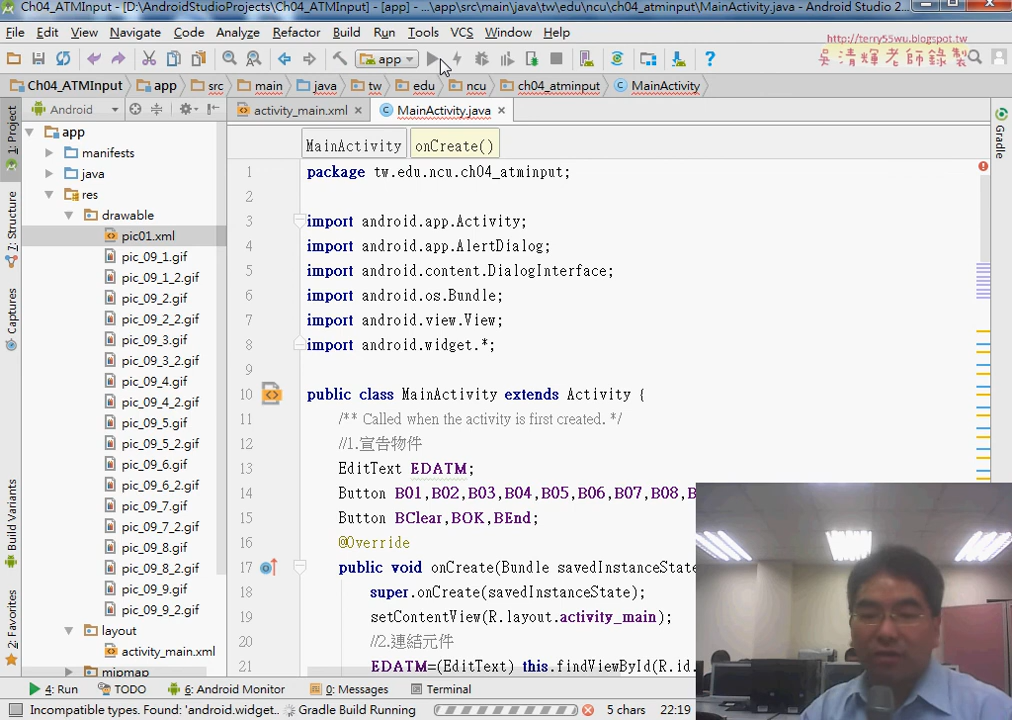 Ch04_ATMInput - [D:\AndroidStudioProjects\Ch04_ATMInput] - [app] - ...\app\src\main\java\tw\edu\ncu\ch04_atminput\MainActivity.java - Android Studio 2...
File Edit View Navigate Code Analyze Refactor Build Run Tools VCS Window Help
http://terry55wu.blogspot.tw
吳清輝老師錄製
app
Ch04_ATMInput app src main java tw edu ncu ch04_atminput MainActivity
Android
activity_main.xml MainActivity.java
1: Project
7: Structure
Captures
Build Variants
2: Favorites
Gradle
app
manifests
java
res
drawable
pic01.xml
pic_09_1.gif
pic_09_1_2.gif
pic_09_2.gif
pic_09_2_2.gif
pic_09_3.gif
pic_09_3_2.gif
pic_09_4.gif
pic_09_4_2.gif
pic_09_5.gif
pic_09_5_2.gif
pic_09_6.gif
pic_09_6_2.gif
pic_09_7.gif
pic_09_7_2.gif
pic_09_8.gif
pic_09_8_2.gif
pic_09_9.gif
pic_09_9_2.gif
layout
activity_main.xml
mipmap
MainActivity onCreate()
1 package tw.edu.ncu.ch04_atminput;
2
3 import android.app.Activity;
4 import android.app.AlertDialog;
5 import android.content.DialogInterface;
6 import android.os.Bundle;
7 import android.view.View;
8 import android.widget.*;
9
10 public class MainActivity extends Activity {
11 /** Called when the activity is first created. */
12 //1.宣告物件
13 EditText EDATM;
14 Button B01,B02,B03,B04,B05,B06,B07,B08,B
15 Button BClear,BOK,BEnd;
16 @Override
17 public void onCreate(Bundle savedInstanceState
18 super.onCreate(savedInstanceState);
19 setContentView(R.layout.activity_main);
20 //2.連結元件
21 EDATM=(EditText) this.findViewById(R.id.
4: Run TODO 6: Android Monitor 0: Messages Terminal
Incompatible types. Found: 'android.widget.. Gradle Build Running 5 chars 22:19